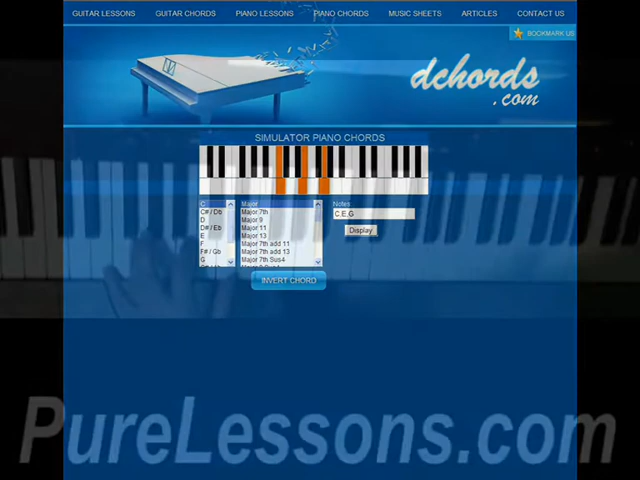 GUITAR LESSONS GUITAR CHORDS PIANO LESSONS PIANO CHORDS MUSIC SHEETS ARTICLES CONTACT US
BOOKMARK US
dchords
.com
SIMULATOR PIANO CHORDS
C Major Notes
C# / Db Major 7th C,E,G
D Major 9
D# / Eb Major 11 Display
E Major 13
F Major 7th add 11
F# / Gb Major 7th add 13
G Major 7th Sus4
INVERT CHORD
PureLessons.com